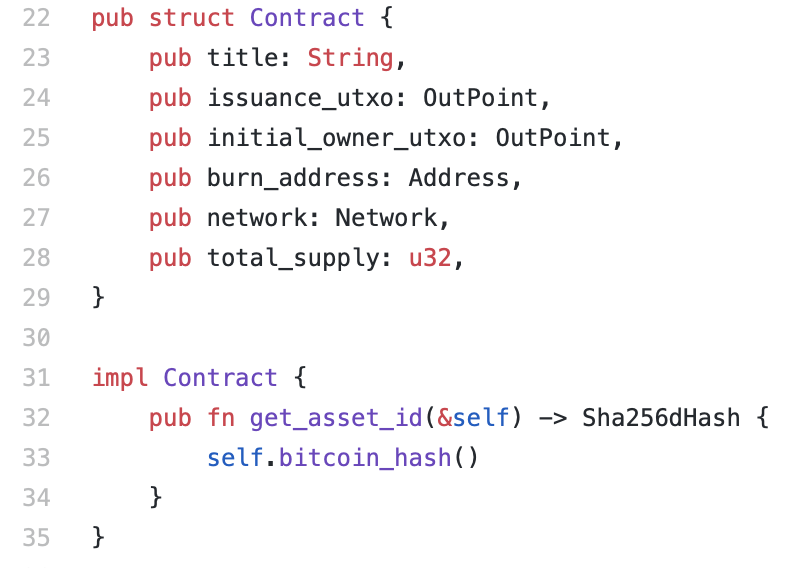 22 pub struct Contract {
23     pub title: String,
24     pub issuance_utxo: OutPoint,
25     pub initial_owner_utxo: OutPoint,
26     pub burn_address: Address,
27     pub network: Network,
28     pub total_supply: u32,
29 }
30
31 impl Contract {
32     pub fn get_asset_id(&self) -> Sha256dHash {
33         self.bitcoin_hash()
34     }
35 }